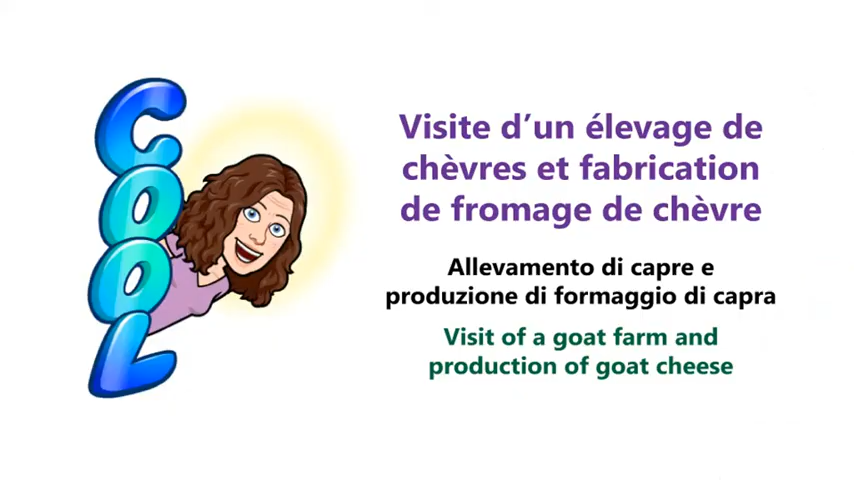 COOL
Visite d’un élevage de
chèvres et fabrication
de fromage de chèvre
Allevamento di capre e
produzione di formaggio di capra
Visit of a goat farm and
production of goat cheese